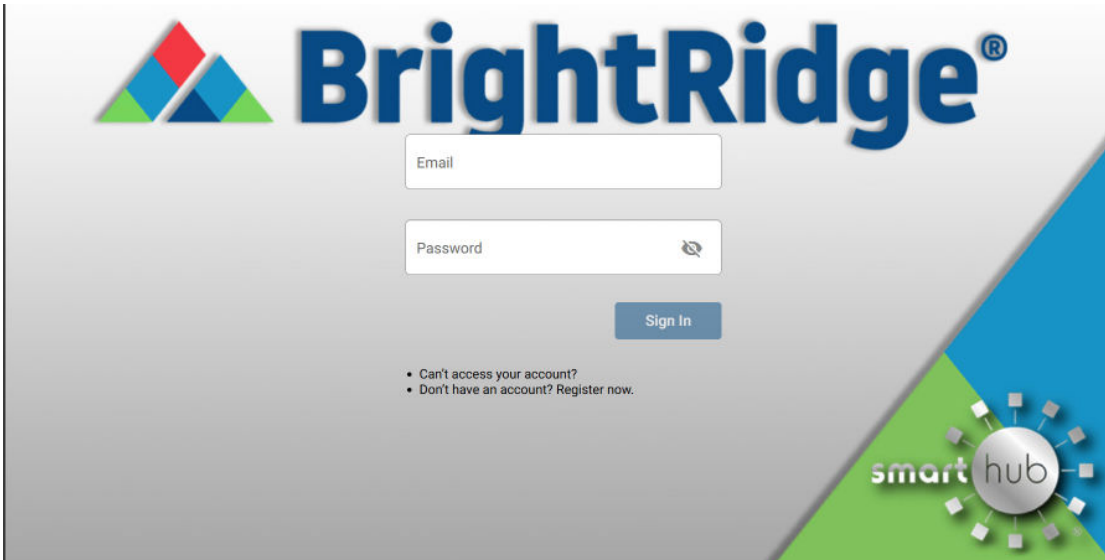 BrightRidge®
Email
Password
Sign In
• Can't access your account?
• Don't have an account? Register now.
smart hub